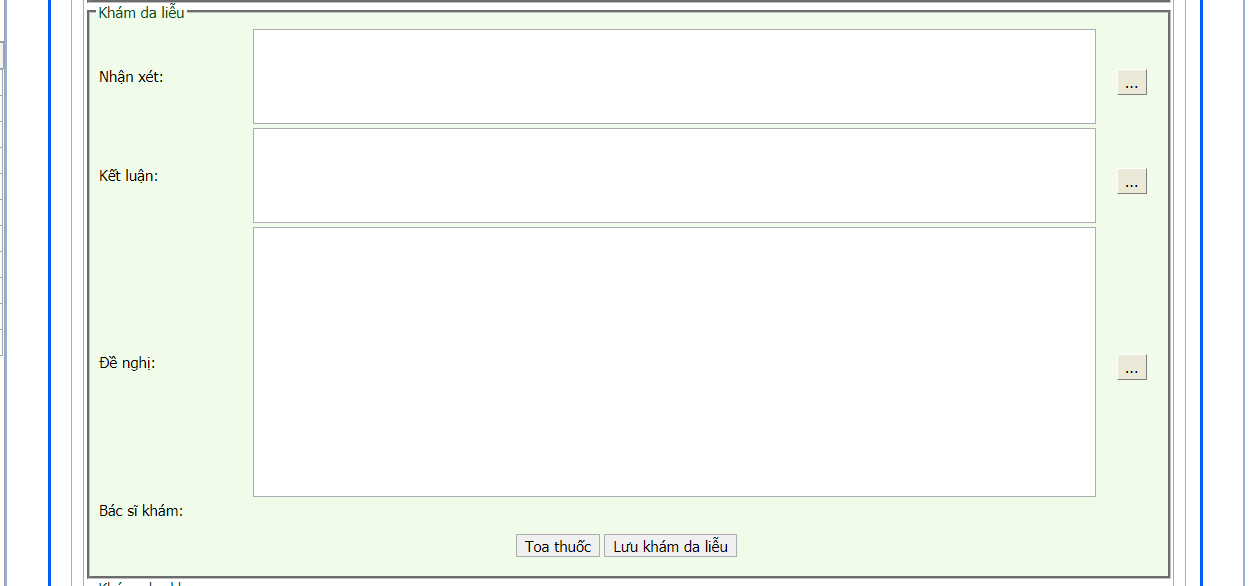 Khám da liễu
Nhận xét:
...
Kết luận:
...
Đề nghị:
...
Bác sĩ khám:
Toa thuốc Lưu khám da liễu